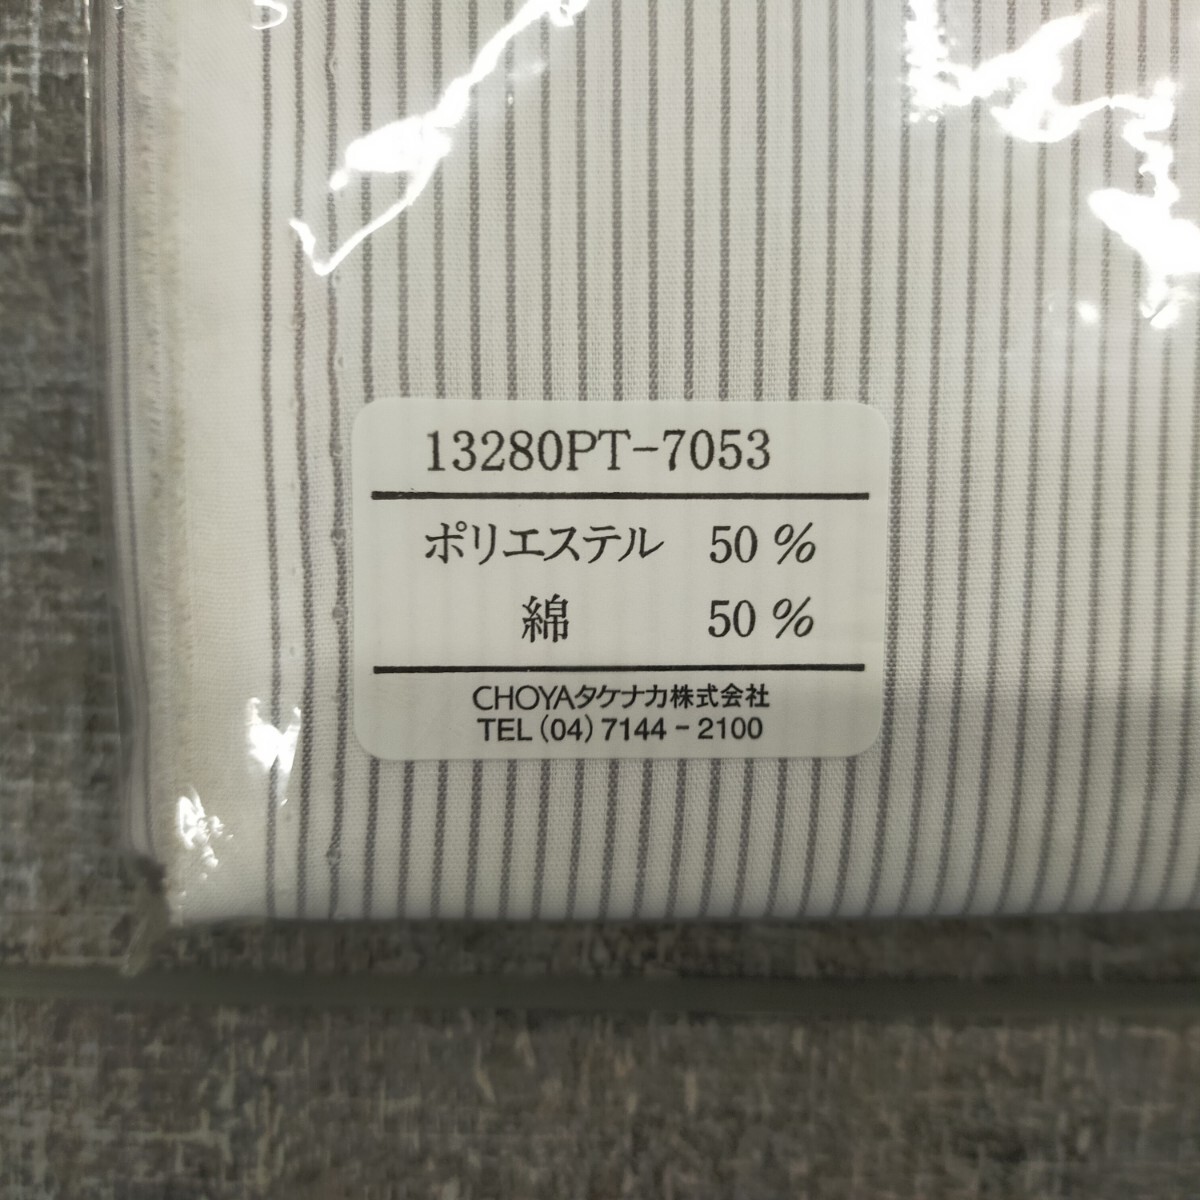 13280PT-7053
ポリエステル 50%
綿 50%
CHOYAタケナカ株式会社
TEL(04)7144-2100